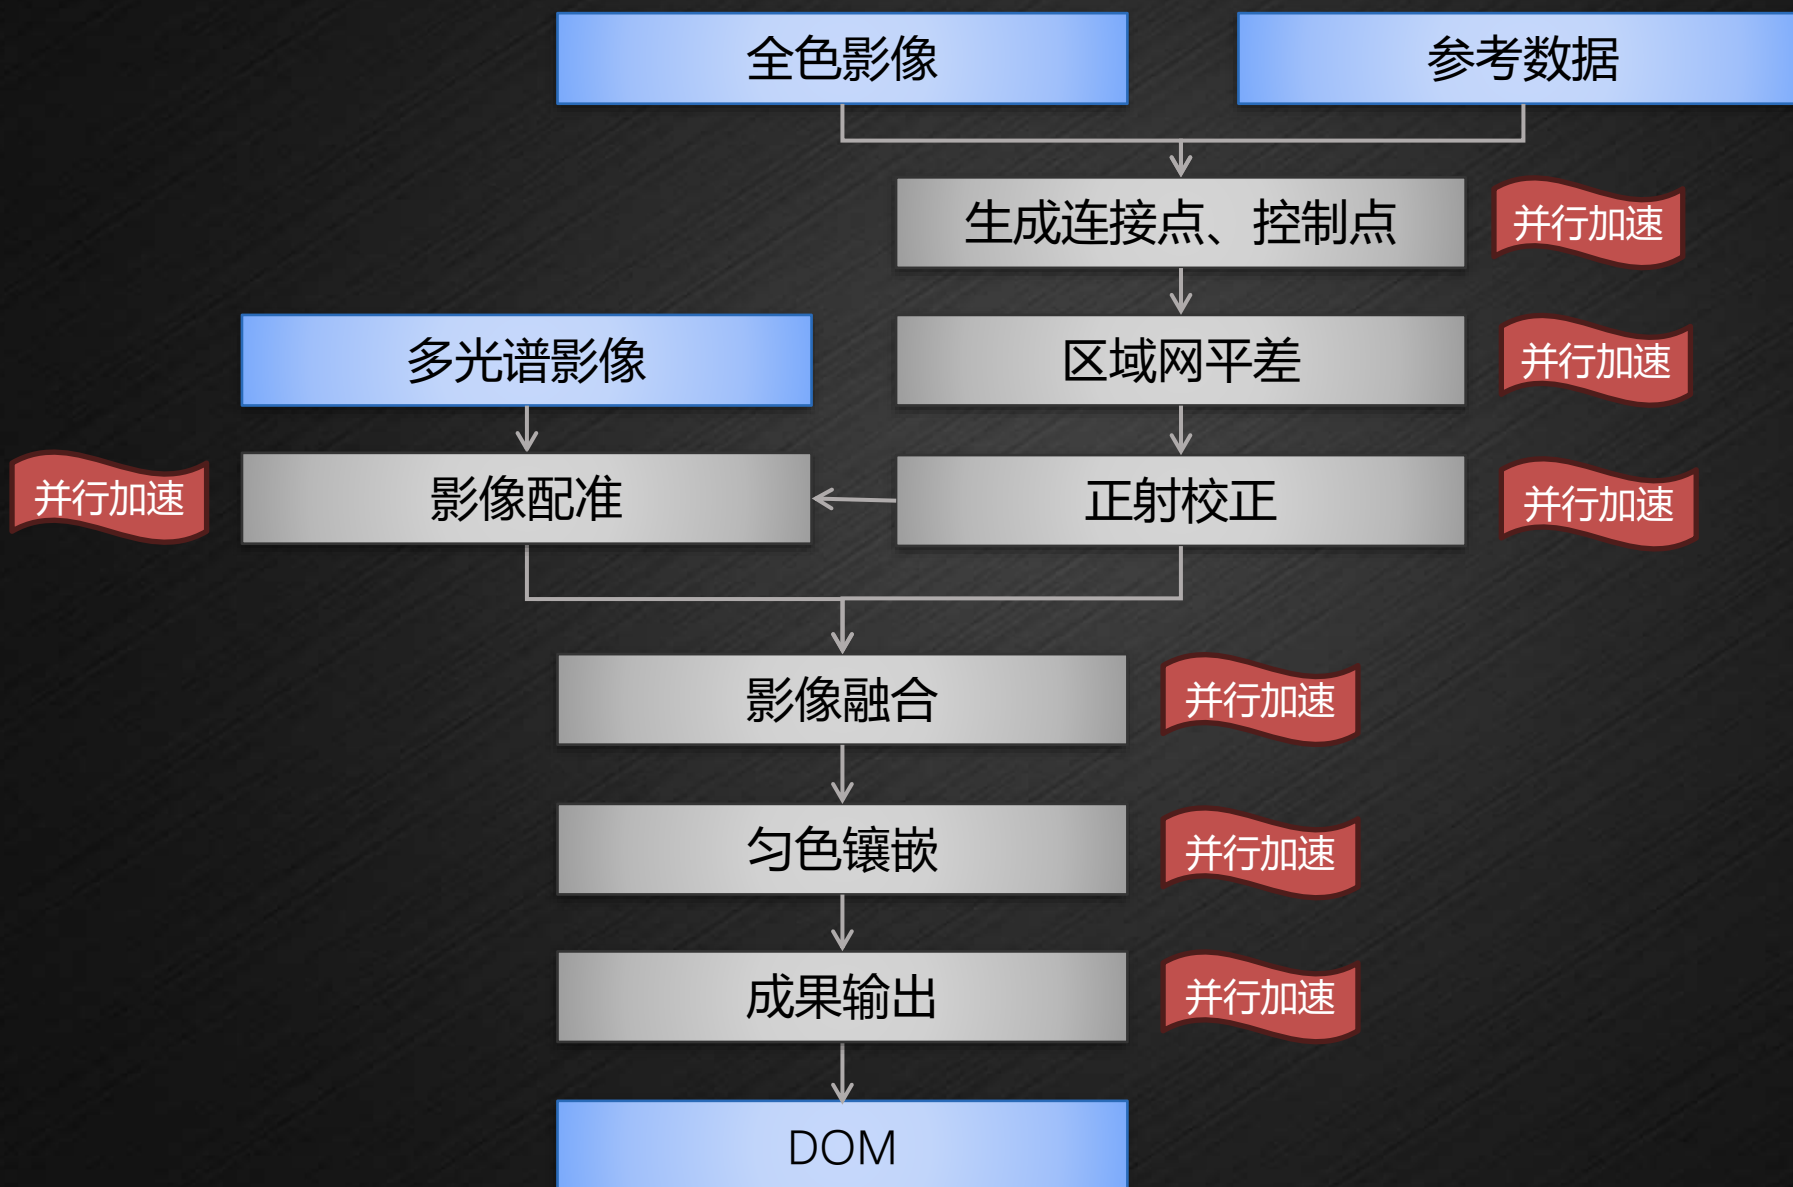 全色影像
参考数据
生成连接点、控制点
并行加速
多光谱影像
区域网平差
并行加速
并行加速
影像配准
正射校正
并行加速
影像融合
并行加速
匀色镶嵌
并行加速
成果输出
并行加速
DOM